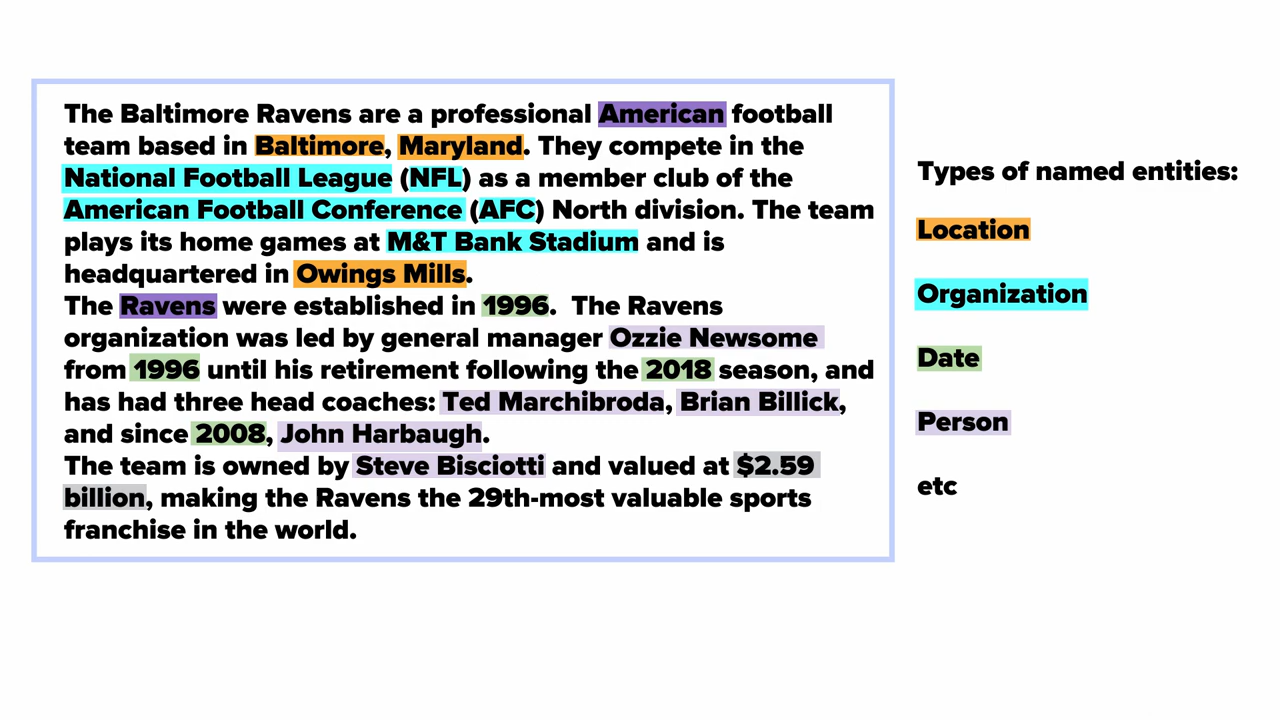 The Baltimore Ravens are a professional American football
team based in Baltimore, Maryland. They compete in the
National Football League (NFL) as a member club of the
American Football Conference (AFC) North division. The team
plays its home games at M&T Bank Stadium and is
headquartered in Owings Mills.
The Ravens were established in 1996.  The Ravens
organization was led by general manager Ozzie Newsome
from 1996 until his retirement following the 2018 season, and
has had three head coaches: Ted Marchibroda, Brian Billick,
and since 2008, John Harbaugh.
The team is owned by Steve Bisciotti and valued at $2.59
billion, making the Ravens the 29th-most valuable sports
franchise in the world.
Types of named entities:
Location
Organization
Date
Person
etc